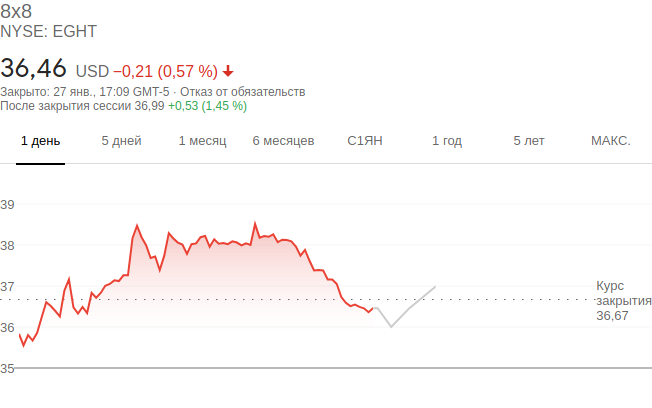 8x8
NYSE: EGHT
36,46 USD −0,21 (0,57 %)
Закрыто: 27 янв., 17:09 GMT-5 · Отказ от обязательств
После закрытия сессии 36,99 +0,53 (1,45 %)
1 день 5 дней 1 месяц 6 месяцев С1ЯН 1 год 5 лет МАКС.
39
38
37
Курс
закрытия
36,67
36
35